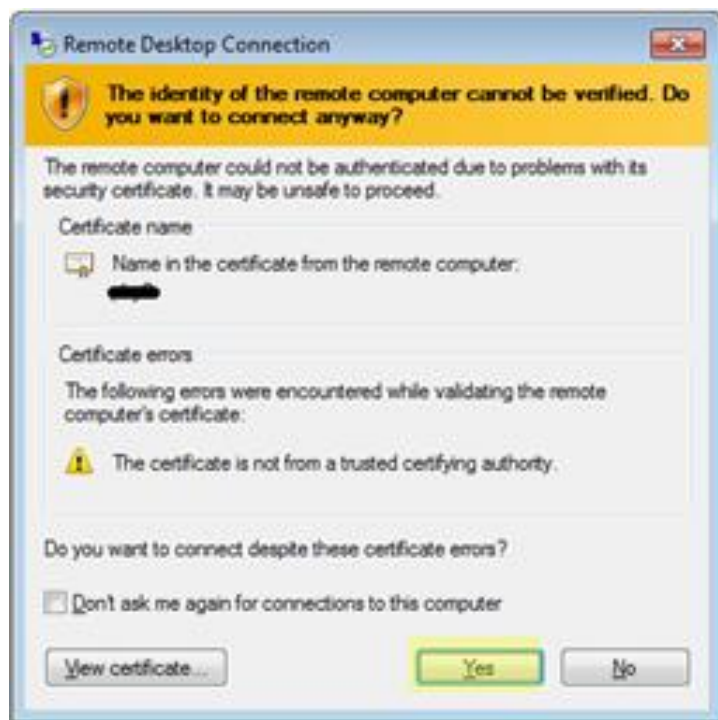 Remote Desktop Connection
The identity of the remote computer cannot be verified. Do
you want to connect anyway?
The remote computer could not be authenticated due to problems with its
security certificate. It may be unsafe to proceed.
Certificate name
Name in the certificate from the remote computer:
Certificate errors
The following errors were encountered while validating the remote
computer's certificate:
The certificate is not from a trusted certifying authority.
Do you want to connect despite these certificate errors?
Don't ask me again for connections to this computer
View certificate... Yes No